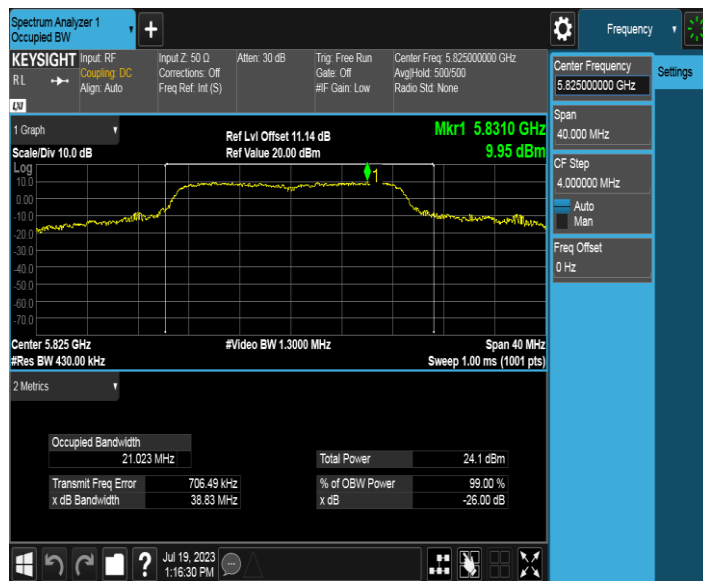 Spectrum Analyzer 1
Occupied BW
+
Frequency
KEYSIGHT
Input: RF
Coupling: DC
Align: Auto
Input Z: 50 Ω
Corrections: Off
Freq Ref: Int (S)
Atten: 30 dB
Trig: Free Run
Gate: Off
#IF Gain: Low
Center Freq: 5.825000000 GHz
Avg|Hold: 500/500
Radio Std: None
R L
LXI
Center Frequency
5.825000000 GHz
Settings
Span
40.000 MHz
CF Step
4.000000 MHz
Auto
Man
Freq Offset
0 Hz
1 Graph
Scale/Div 10.0 dB
Ref Lvl Offset 11.14 dB
Ref Value 20.00 dBm
Mkr1 5.8310 GHz
9.95 dBm
Log
10.0
0.00
-10.0
-20.0
-30.0
-40.0
-50.0
-60.0
-70.0
1
Center 5.825 GHz
#Res BW 430.00 kHz
#Video BW 1.3000 MHz
Span 40 MHz
Sweep 1.00 ms (1001 pts)
2 Metrics
Occupied Bandwidth
21.023 MHz
Transmit Freq Error 706.49 kHz
x dB Bandwidth 38.83 MHz
Total Power 24.1 dBm
% of OBW Power 99.00 %
x dB -26.00 dB
?
Jul 19, 2023
1:16:30 PM